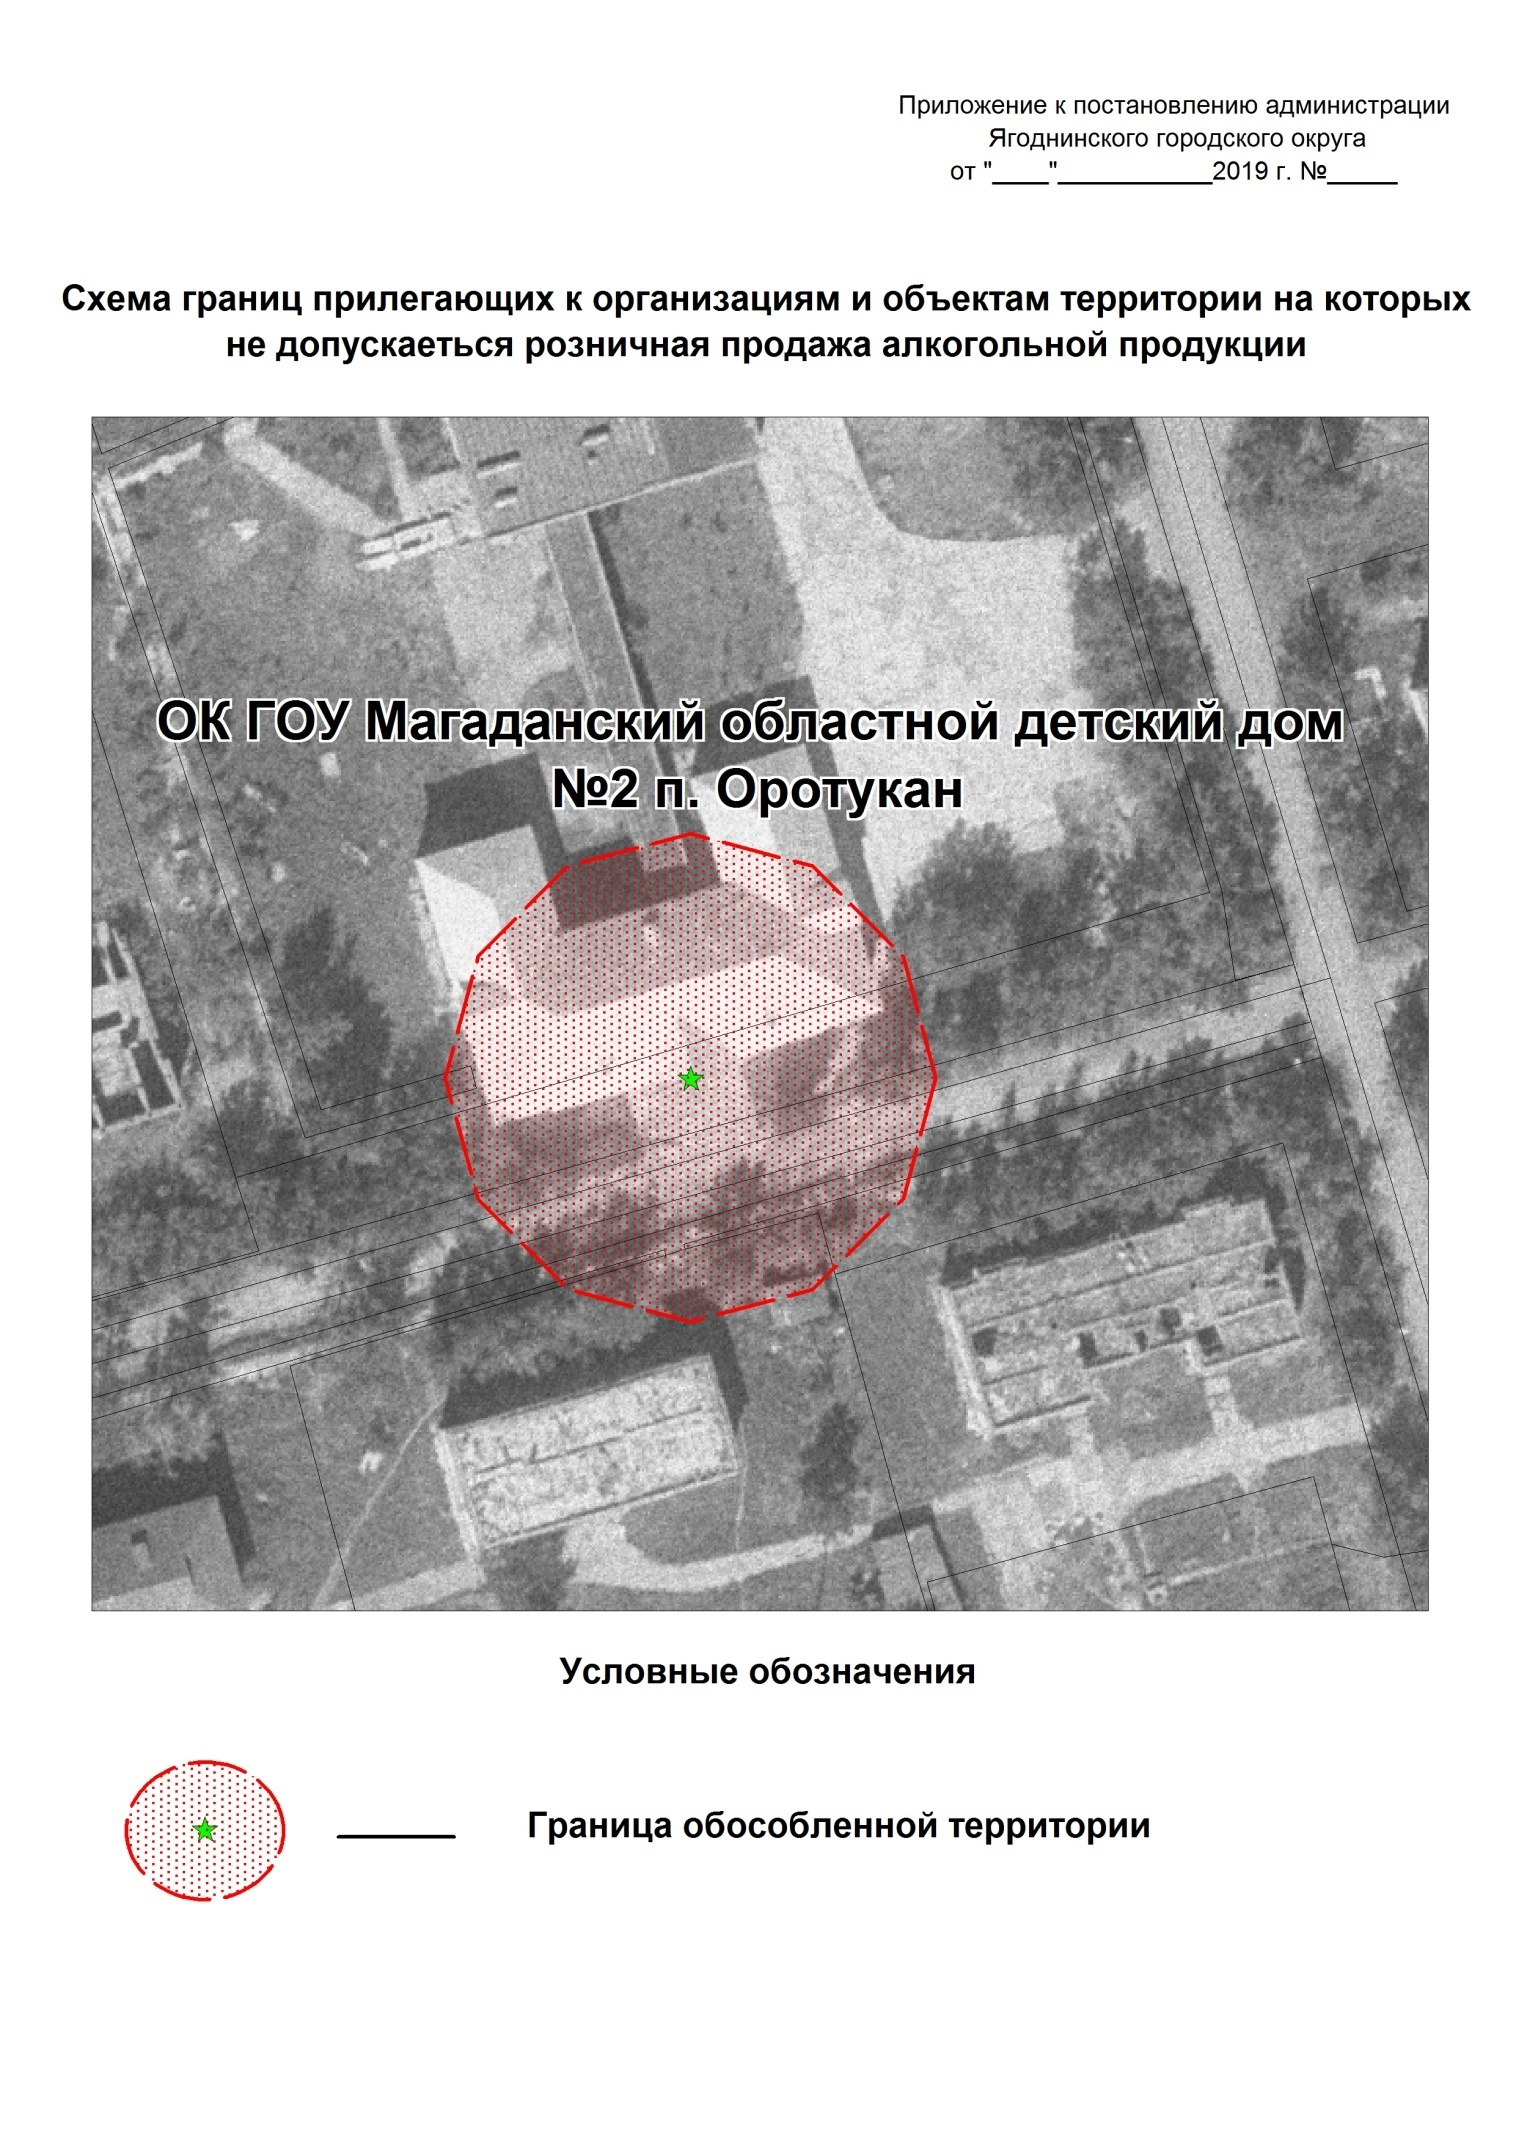 Приложение к постановлению администрации
Ягоднинского городского округа
от "____"___________2019 г. №_____
Схема границ прилегающих к организациям и объектам территории на которых
не допускаеться розничная продажа алкогольной продукции
ОК ГОУ Магаданский областной детский дом
№2 п. Оротукан
Условные обозначения
Граница обособленной территории